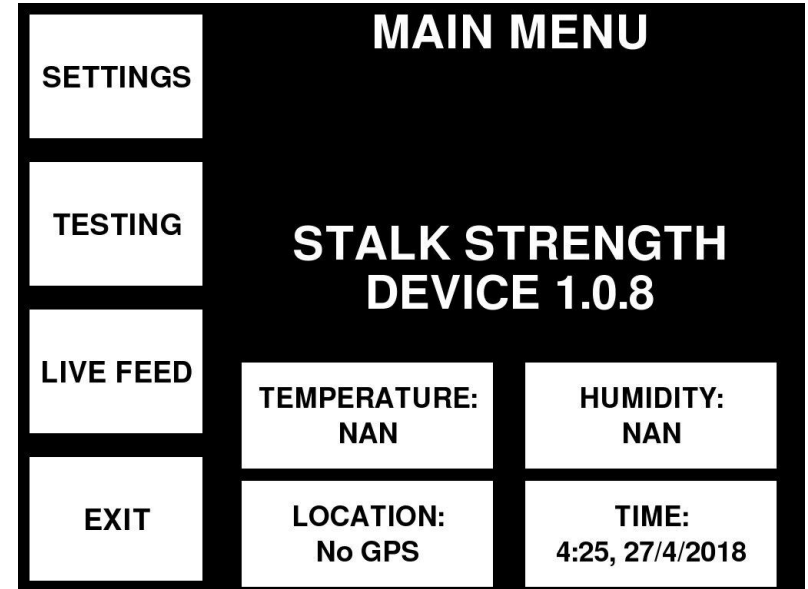 MAIN MENU
SETTINGS
TESTING
LIVE FEED
EXIT
STALK STRENGTH
DEVICE 1.0.8
TEMPERATURE:
NAN
HUMIDITY:
NAN
LOCATION:
No GPS
TIME:
4:25, 27/4/2018